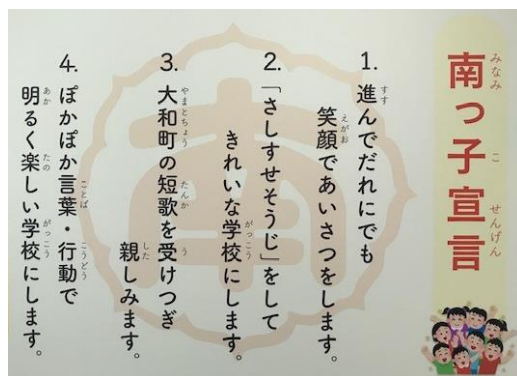 南っ子宣言
1. 進んでだれにでも
笑顔であいさつをします。
2. 「さしすせそうじ」をして
きれいな学校にします。
3. 大和町の短歌を受けつぎ
親しみます。
4. ぽかぽか言葉・行動で
明るく楽しい学校にします。